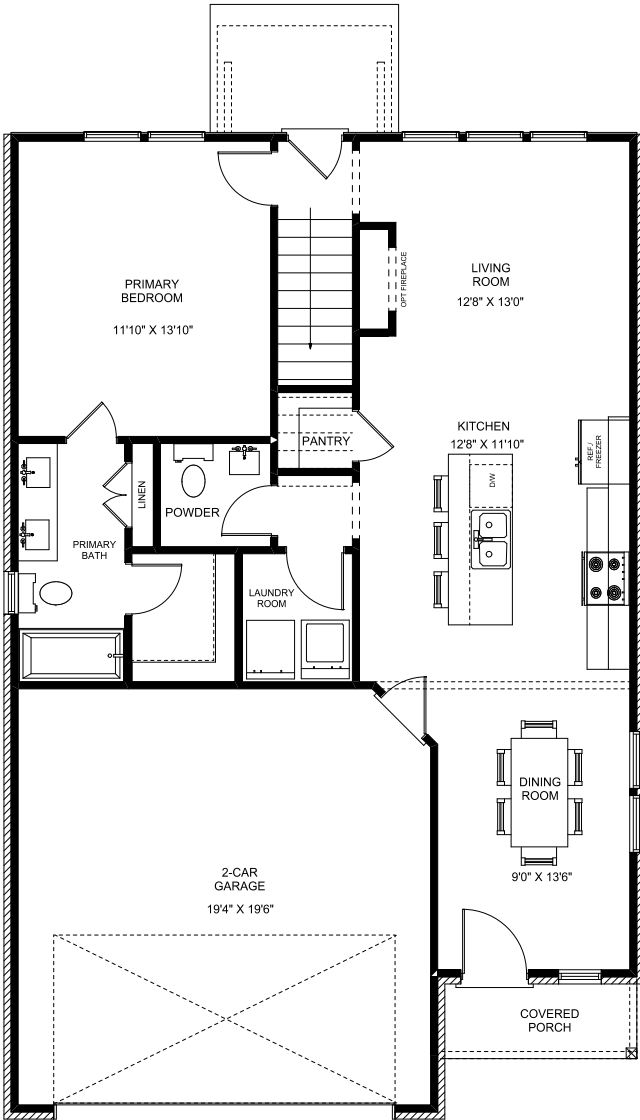 PRIMARY
BEDROOM
11'10" X 13'10"
OPT FIREPLACE
LIVING
ROOM
12'8" X 13'0"
KITCHEN
12'8" X 11'10"
REF./
FREEZER
D/W
PANTRY
LINEN
POWDER
PRIMARY
BATH
LAUNDRY
ROOM
DINING
ROOM
9'0" X 13'6"
2-CAR
GARAGE
19'4" X 19'6"
COVERED
PORCH